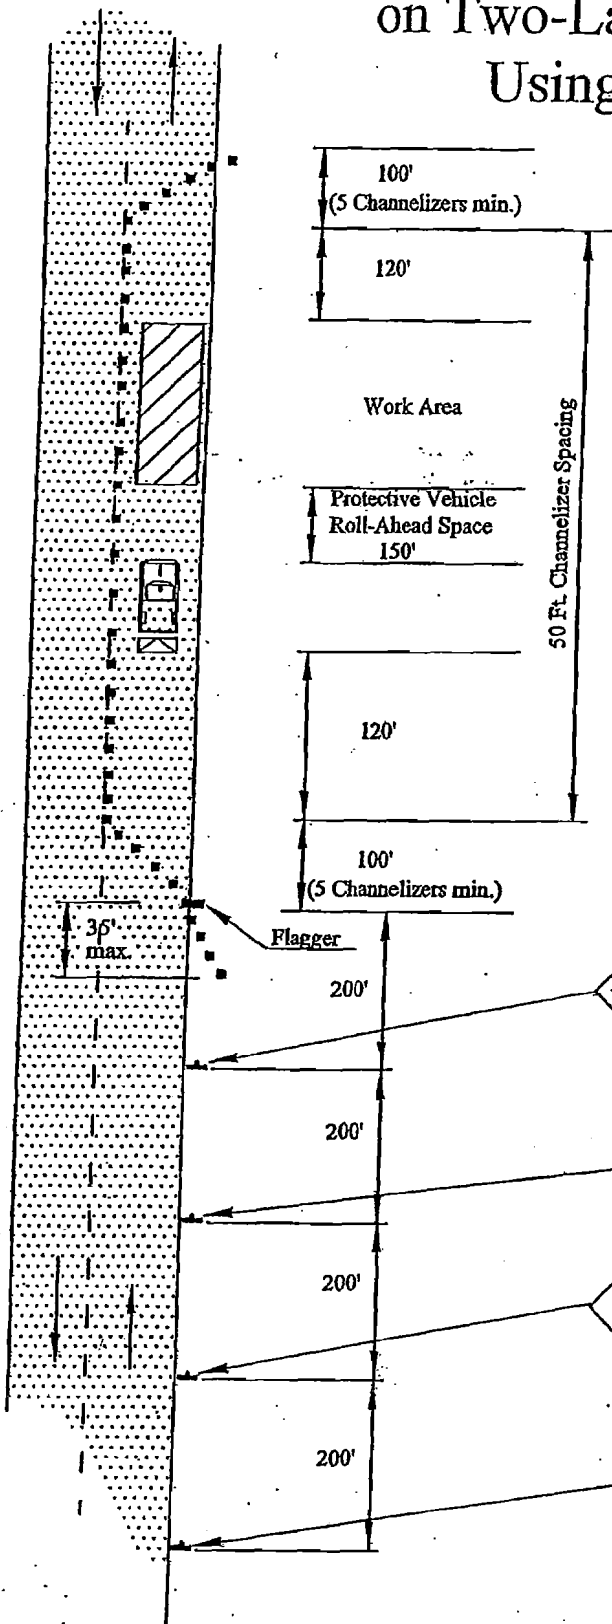 on Two-La
Using
100'
(5 Channelizers min.)
120'
Work Area
Protective Vehicle
Roll-Ahead Space
150'
50 Ft. Channelizer Spacing
120'
100'
(5 Channelizers min.)
Flagger
max.
200'
200'
200'
200'